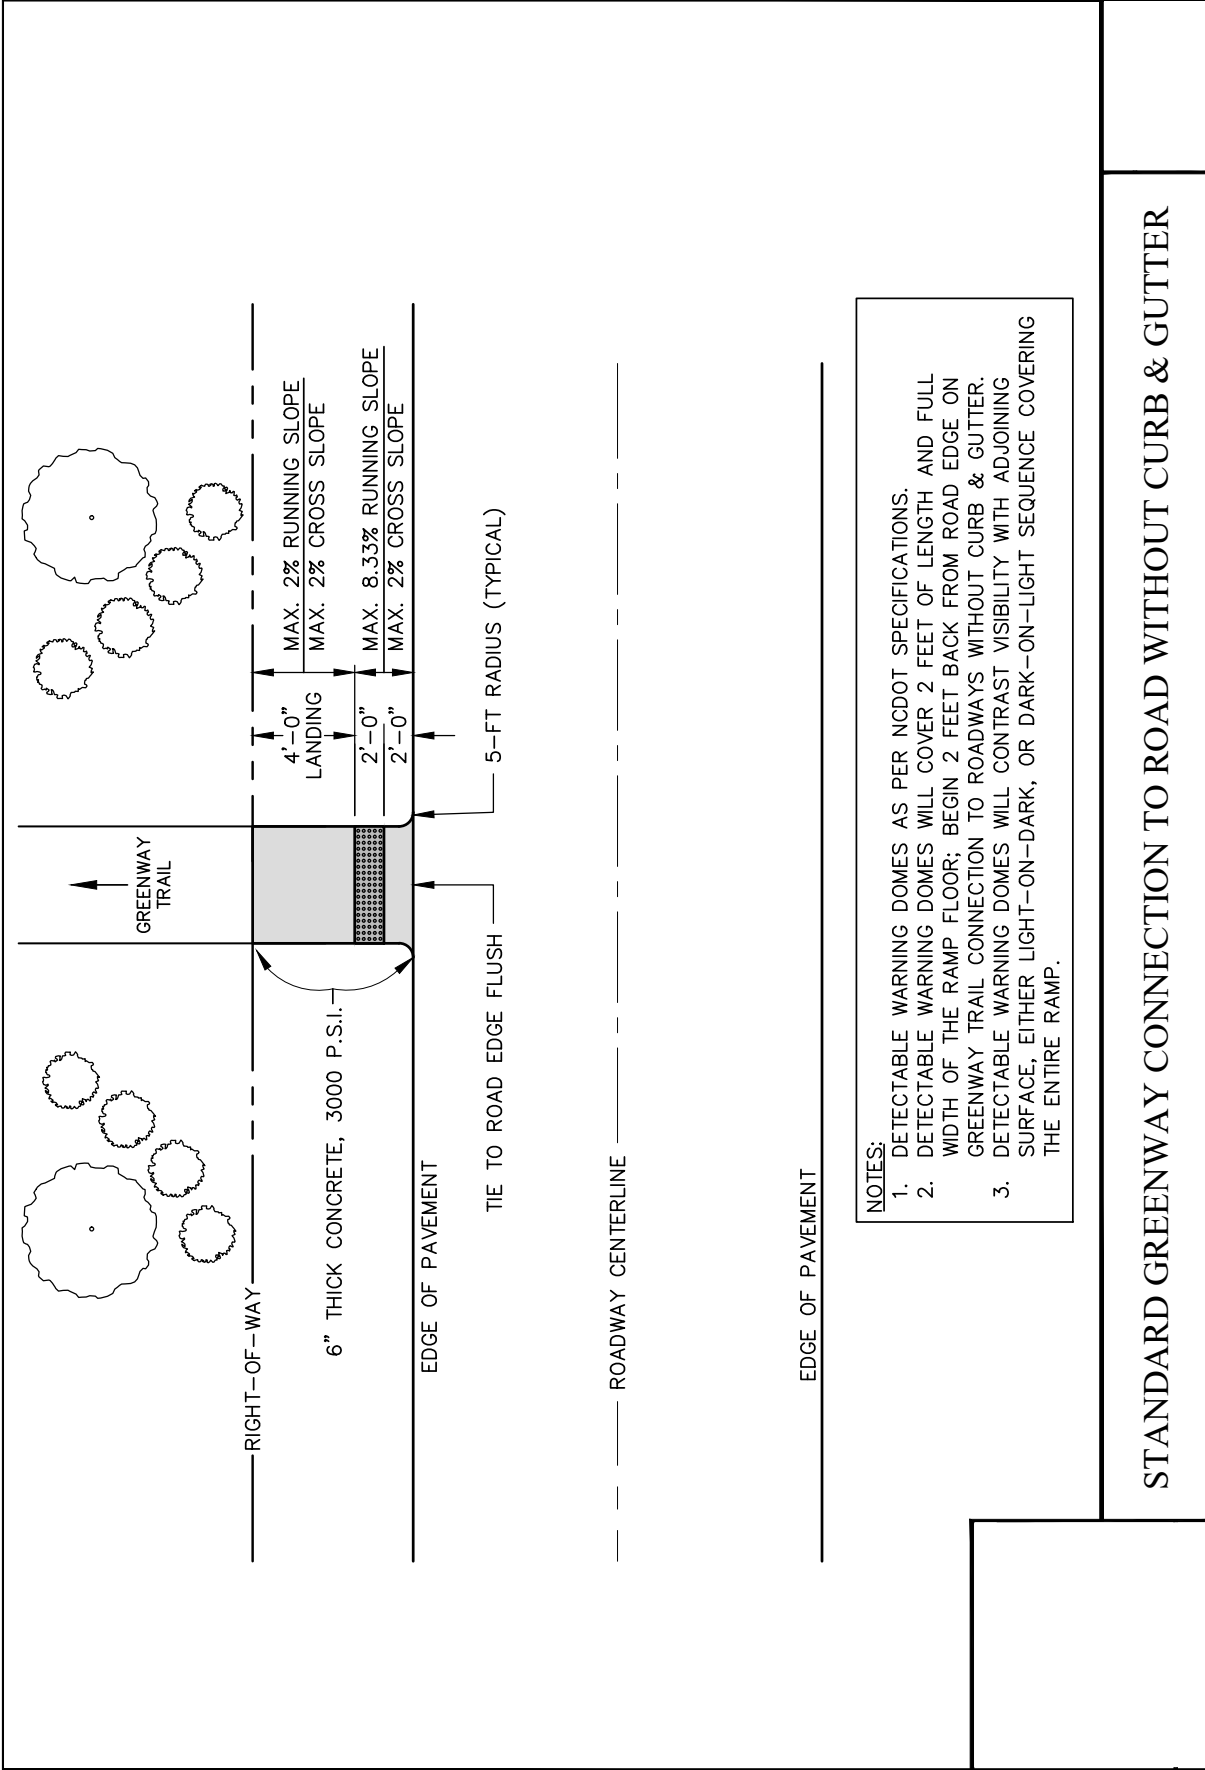 GREENWAY
TRAIL
RIGHT-OF-WAY
MAX. 2% RUNNING SLOPE
MAX. 2% CROSS SLOPE
4'-0"
LANDING
6" THICK CONCRETE, 3000 P.S.I.
MAX. 8.33% RUNNING SLOPE
MAX. 2% CROSS SLOPE
2'-0"
2'-0"
EDGE OF PAVEMENT
TIE TO ROAD EDGE FLUSH
5-FT RADIUS (TYPICAL)
ROADWAY CENTERLINE
EDGE OF PAVEMENT
NOTES:
1. DETECTABLE WARNING DOMES AS PER NCDOT SPECIFICATIONS.
2. DETECTABLE WARNING DOMES WILL COVER 2 FEET OF LENGTH AND FULL
WIDTH OF THE RAMP FLOOR; BEGIN 2 FEET BACK FROM ROAD EDGE ON
GREENWAY TRAIL CONNECTION TO ROADWAYS WITHOUT CURB & GUTTER.
3. DETECTABLE WARNING DOMES WILL CONTRAST VISIBILITY WITH ADJOINING
SURFACE, EITHER LIGHT-ON-DARK, OR DARK-ON-LIGHT SEQUENCE COVERING
THE ENTIRE RAMP.
STANDARD GREENWAY CONNECTION TO ROAD WITHOUT CURB & GUTTER